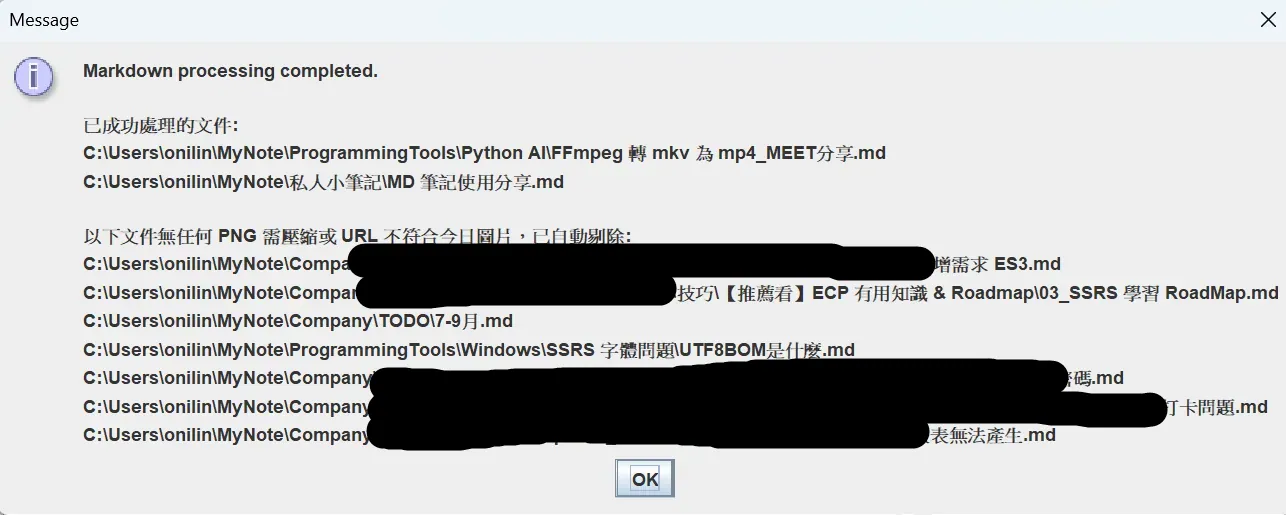 Message
Markdown processing completed.
已成功處理的文件:
C:\Users\onilin\MyNote\ProgrammingTools\Python AI\FFmpeg 轉 mkv 為 mp4_MEET分享.md
C:\Users\onilin\MyNote\私人小筆記\MD 筆記使用分享.md
以下文件無任何 PNG 需壓縮或 URL 不符合今日圖片，已自動剔除:
C:\Users\onilin\MyNote\Compa 增需求 ES3.md
C:\Users\onilin\MyNote\Compa 技巧\【推薦看】ECP 有用知識 & Roadmap\03_SSRS 學習 RoadMap.md
C:\Users\onilin\MyNote\Company\TODO\7-9月.md
C:\Users\onilin\MyNote\ProgrammingTools\Windows\SSRS 字體問題\UTF8BOM是什麼.md
C:\Users\onilin\MyNote\Company 碼.md
C:\Users\onilin\MyNote\Company 打卡問題.md
C:\Users\onilin\MyNote\Company 表無法產生.md
OK